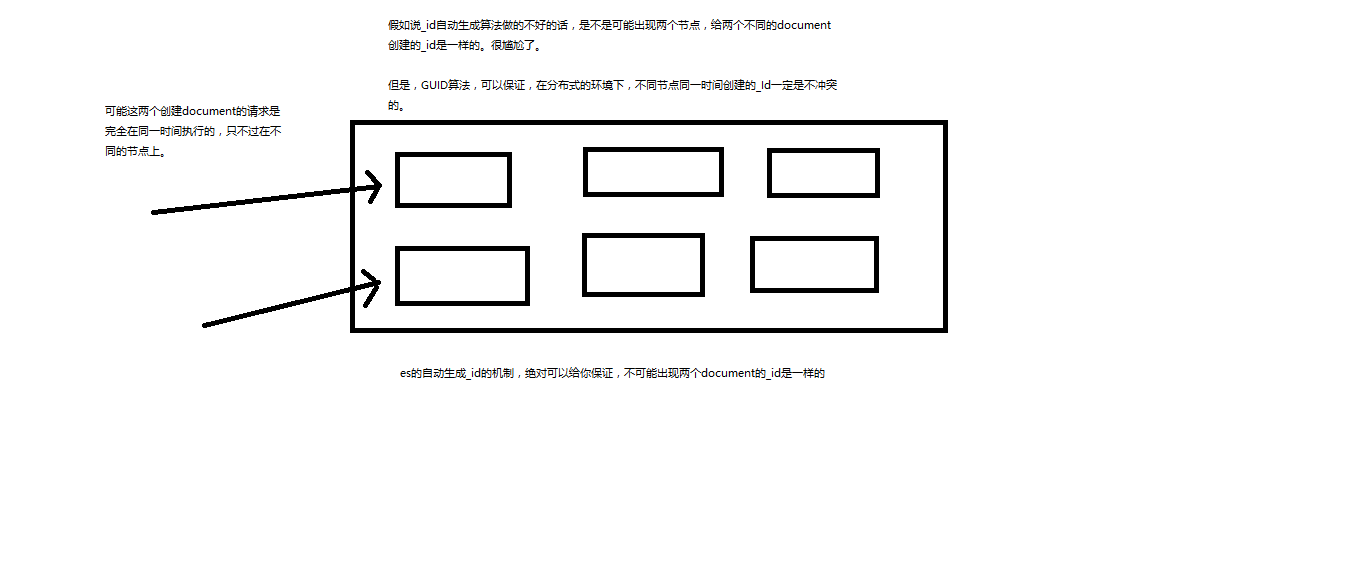 假如说_id自动生成算法做的不好的话，是不是可能出现两个节点，给两个不同的document
创建的_id是一样的。很尴尬了。
但是，GUID算法，可以保证，在分布式的环境下，不同节点同一时间创建的_Id一定是不冲突
的。
可能这两个创建document的请求是
完全在同一时间执行的，只不过在不
同的节点上。
es的自动生成_id的机制，绝对可以给你保证，不可能出现两个document的_id是一样的